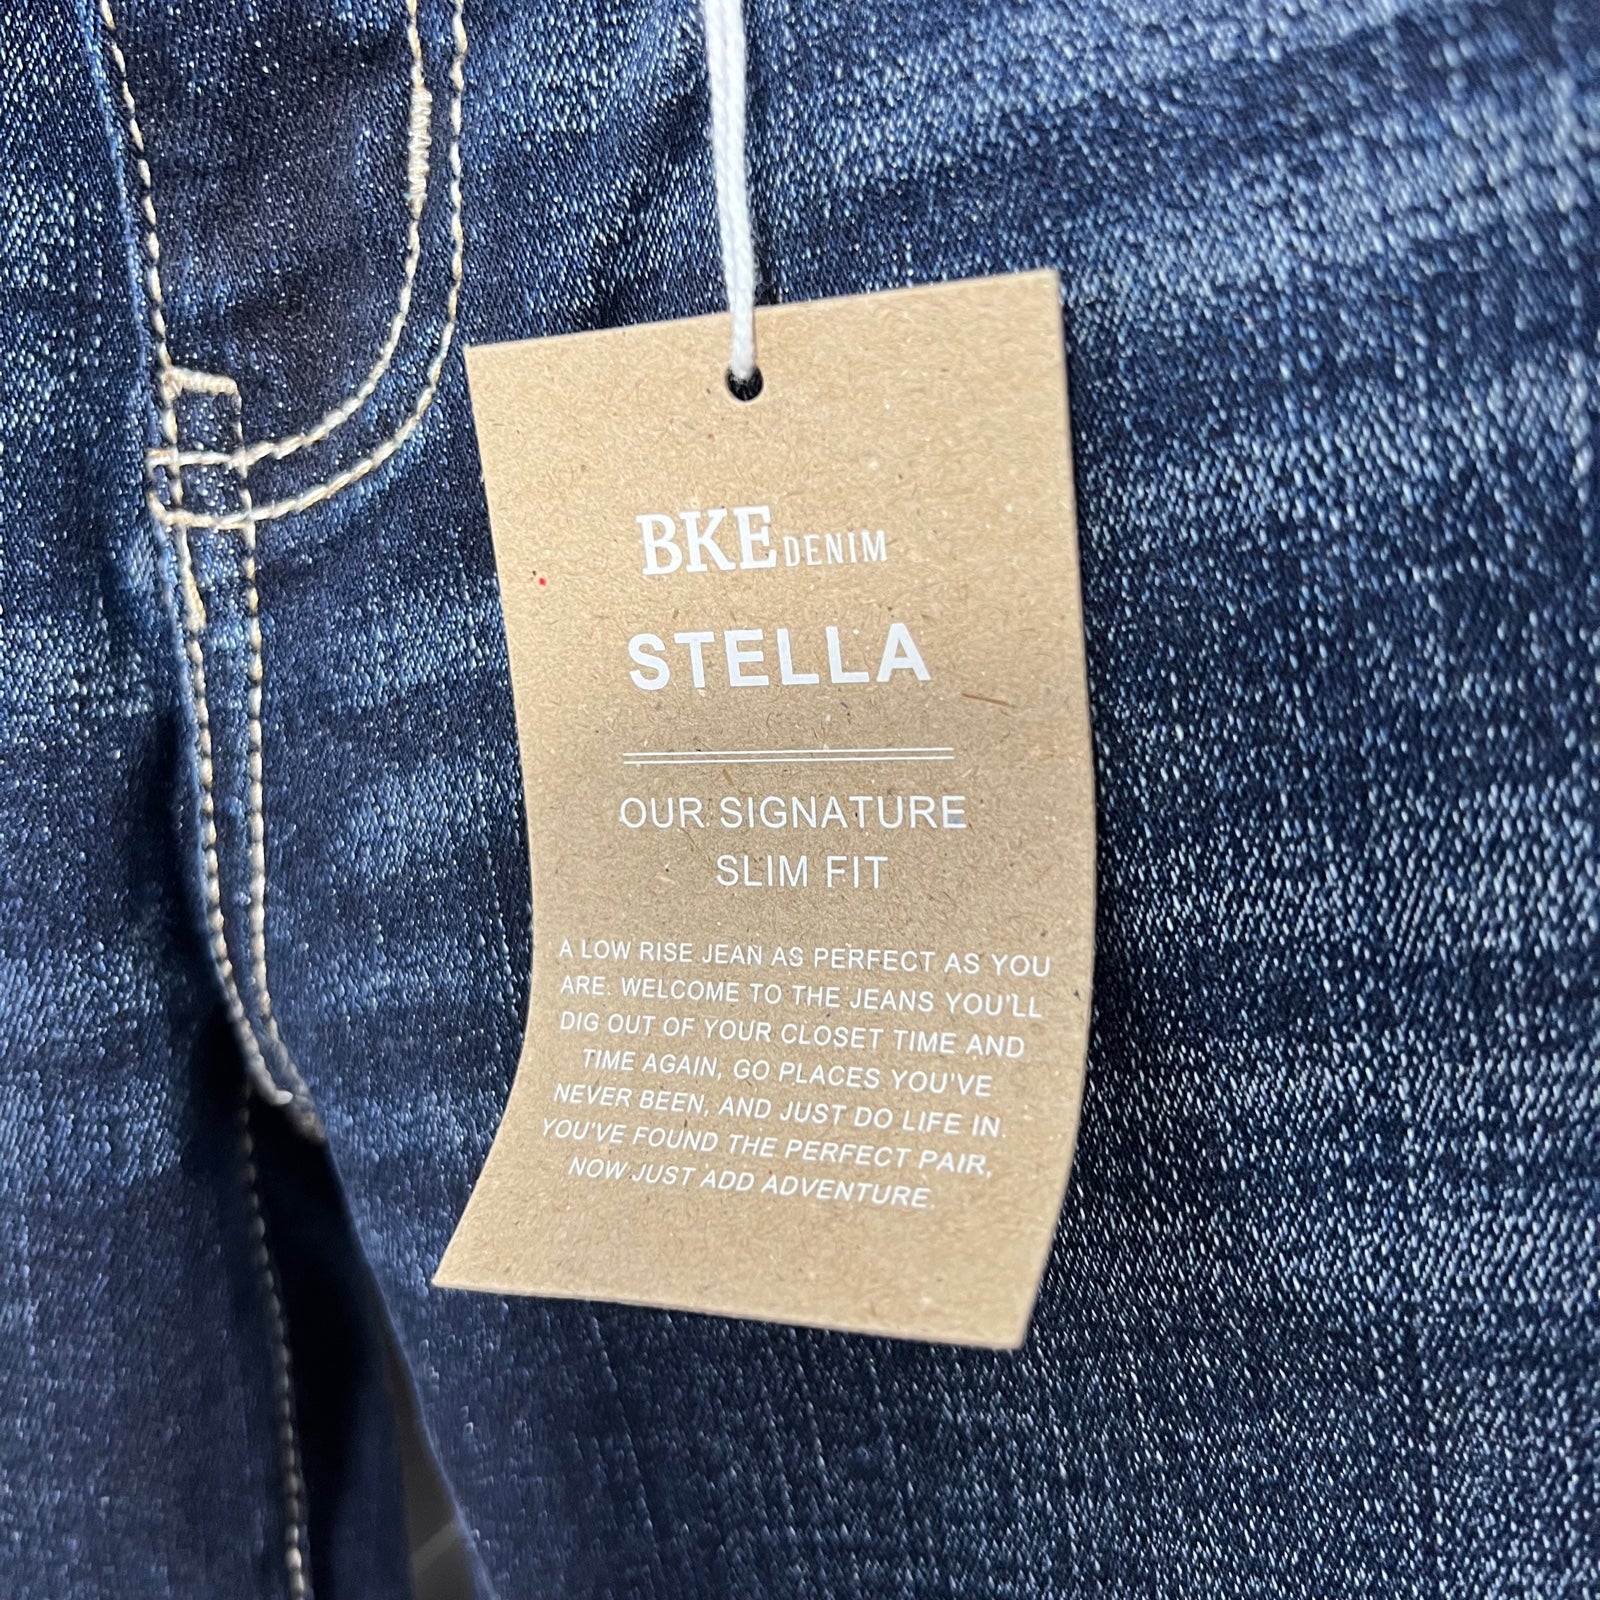 BKE DENIM
STELLA
OUR SIGNATURE
SLIM FIT
A LOW RISE JEAN AS PERFECT AS YOU
ARE. WELCOME TO THE JEANS YOU'LL
DIG OUT OF YOUR CLOSET TIME AND
TIME AGAIN, GO PLACES YOU'VE
NEVER BEEN, AND JUST DO LIFE IN.
YOU'VE FOUND THE PERFECT PAIR,
NOW JUST ADD ADVENTURE.